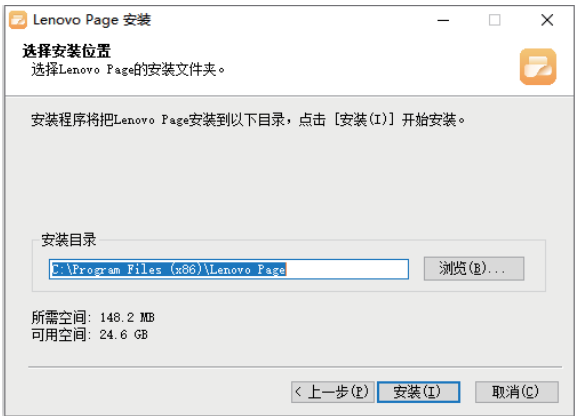 Lenovo Page 安装
选择安装位置
选择Lenovo Page的安装文件夹。
安装程序将把Lenovo Page安装到以下目录，点击 [安装(I)] 开始安装。
安装目录
C:\Program Files (x86)\Lenovo Page
浏览(B)...
所需空间: 148.2 MB
可用空间: 24.6 GB
< 上一步(P)
安装(I)
取消(C)